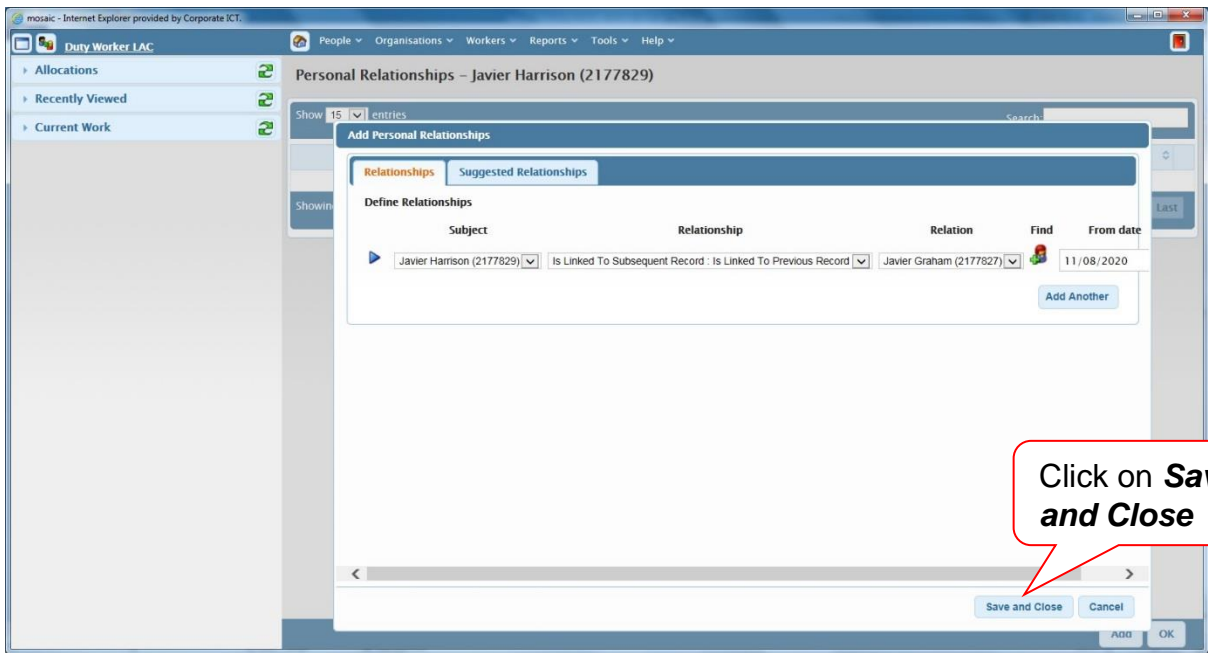 mosaic - Internet Explorer provided by Corporate ICT.
Duty Worker LAC
People Organisations Workers Reports Tools Help
Allocations
Recently Viewed
Current Work
Personal Relationships – Javier Harrison (2177829)
Show 15 entries Search:
Add Personal Relationships
Relationships Suggested Relationships
Showin Last
Define Relationships
Subject Relationship Relation Find From date
Javier Harrison (2177829) Is Linked To Subsequent Record : Is Linked To Previous Record Javier Graham (2177827) 11/08/2020
Add Another
Click on Sav
and Close
Save and Close Cancel
Add OK